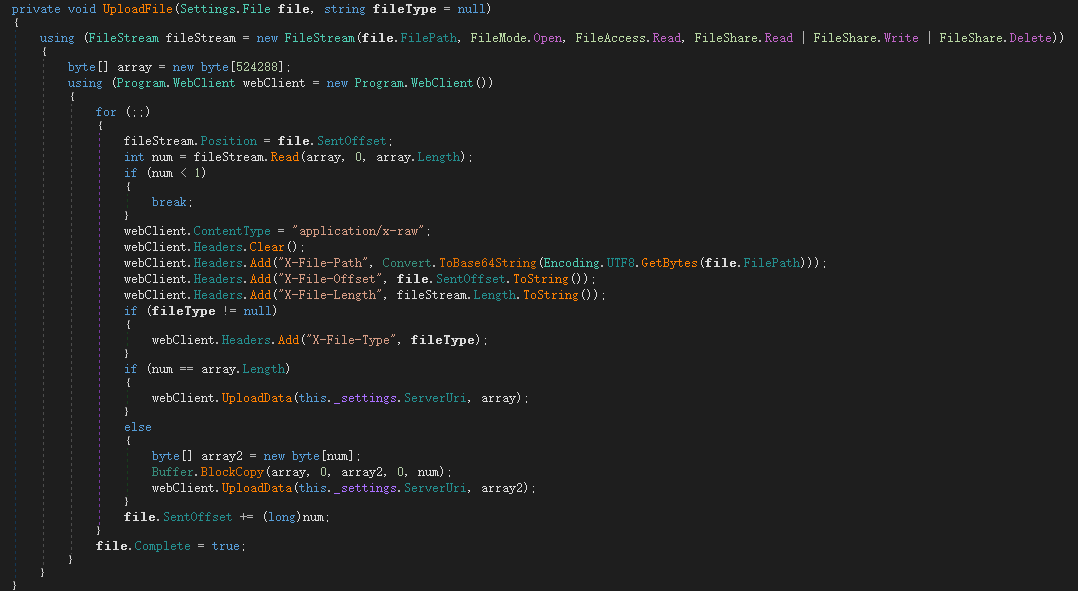 private void UploadFile(Settings.File file, string fileType = null)
{
using (FileStream fileStream = new FileStream(file.FilePath, FileMode.Open, FileAccess.Read, FileShare.Read | FileShare.Write | FileShare.Delete))
{
byte[] array = new byte[524288];
using (Program.WebClient webClient = new Program.WebClient())
{
for (;;)
{
fileStream.Position = file.SentOffset;
int num = fileStream.Read(array, 0, array.Length);
if (num < 1)
{
break;
}
webClient.ContentType = "application/x-raw";
webClient.Headers.Clear();
webClient.Headers.Add("X-File-Path", Convert.ToBase64String(Encoding.UTF8.GetBytes(file.FilePath)));
webClient.Headers.Add("X-File-Offset", file.SentOffset.ToString());
webClient.Headers.Add("X-File-Length", fileStream.Length.ToString());
if (fileType != null)
{
webClient.Headers.Add("X-File-Type", fileType);
}
if (num == array.Length)
{
webClient.UploadData(this._settings.ServerUri, array);
}
else
{
byte[] array2 = new byte[num];
Buffer.BlockCopy(array, 0, array2, 0, num);
webClient.UploadData(this._settings.ServerUri, array2);
}
file.SentOffset += (long)num;
}
file.Complete = true;
}
}
}